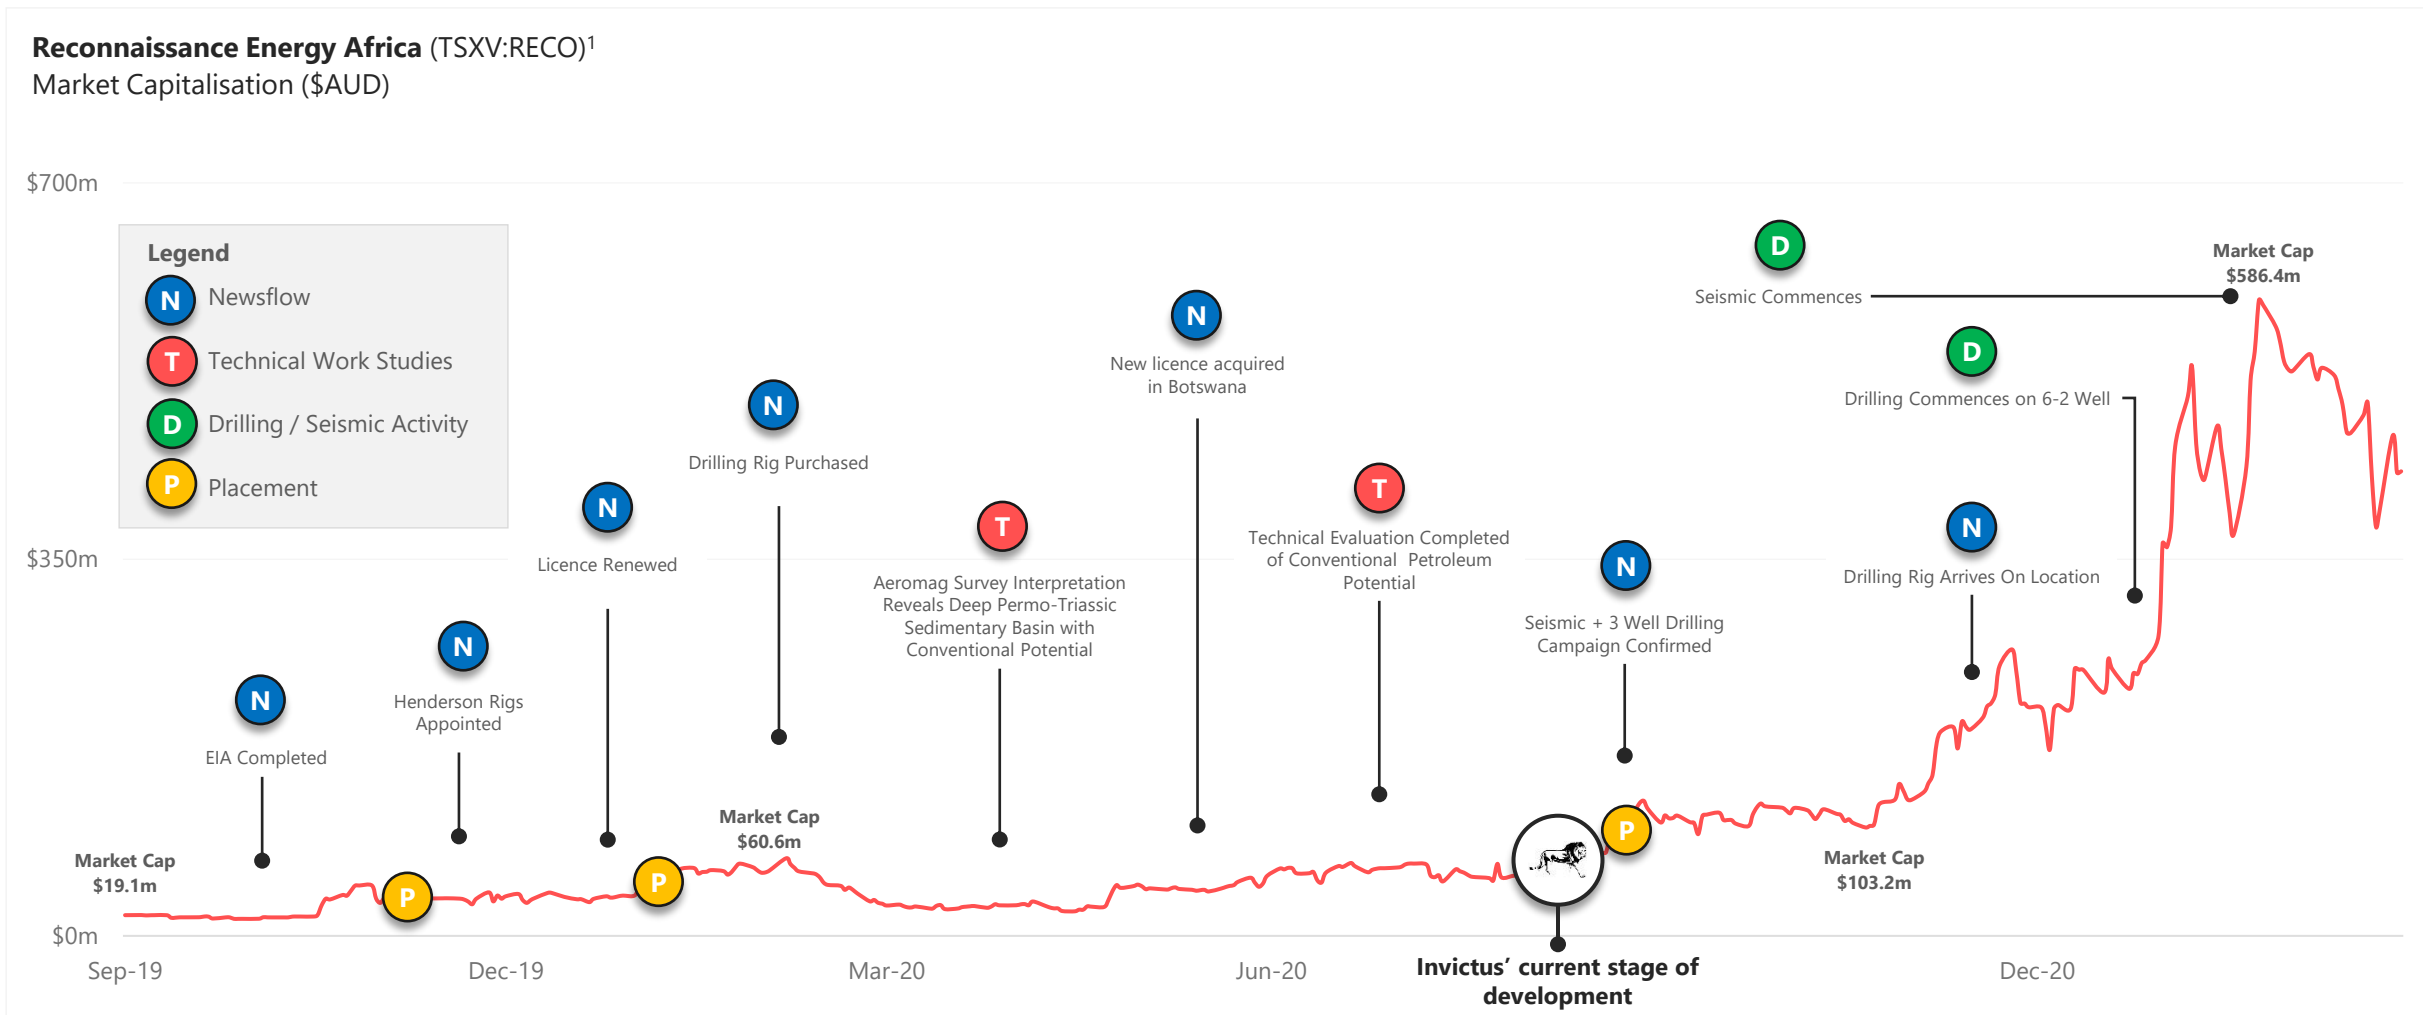 Reconnaissance Energy Africa (TSXV:RECO)¹
Market Capitalisation ($AUD)
$700m
$350m
$0m
Legend
N Newsflow
T Technical Work Studies
D Drilling / Seismic Activity
P Placement
Market Cap
$19.1m
N
EIA Completed
P
N
Henderson Rigs
Appointed
N
Licence Renewed
P
N
Drilling Rig Purchased
Market Cap
$60.6m
T
Aeromag Survey Interpretation
Reveals Deep Permo-Triassic
Sedimentary Basin with
Conventional Potential
N
New licence acquired
in Botswana
T
Technical Evaluation Completed
of Conventional Petroleum
Potential
N
Seismic + 3 Well Drilling
Campaign Confirmed
P
Market Cap
$103.2m
N
Drilling Rig Arrives On Location
D
Drilling Commences on 6-2 Well
D
Seismic Commences
Market Cap
$586.4m
Sep-19
Dec-19
Mar-20
Jun-20
Invictus’ current stage of
development
Dec-20